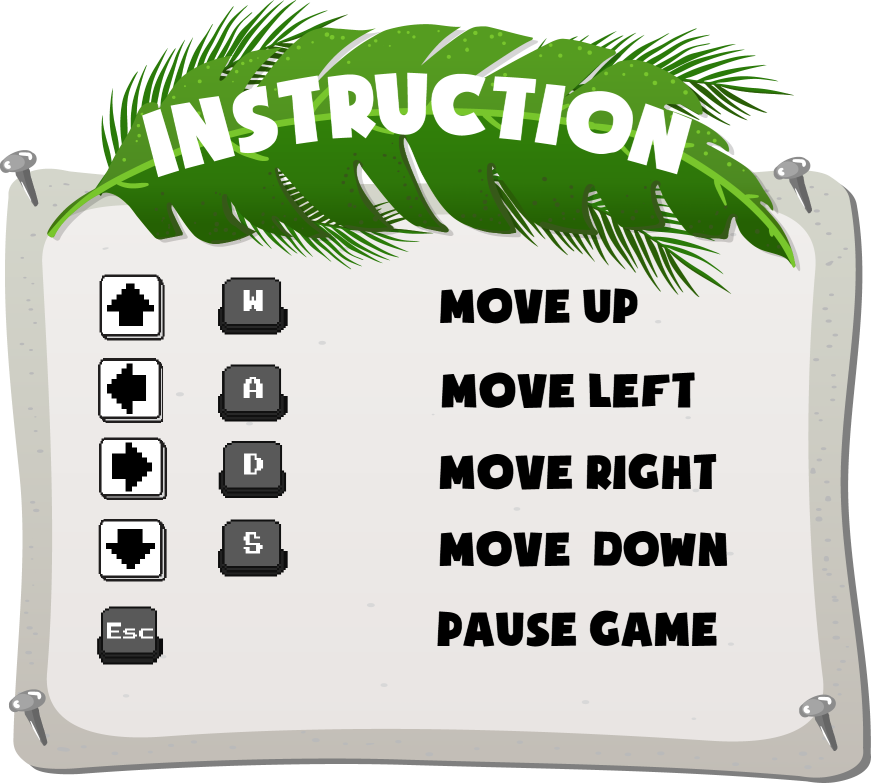 INSTRUCTION
W MOVE UP
A MOVE LEFT
D MOVE RIGHT
S MOVE DOWN
Esc PAUSE GAME